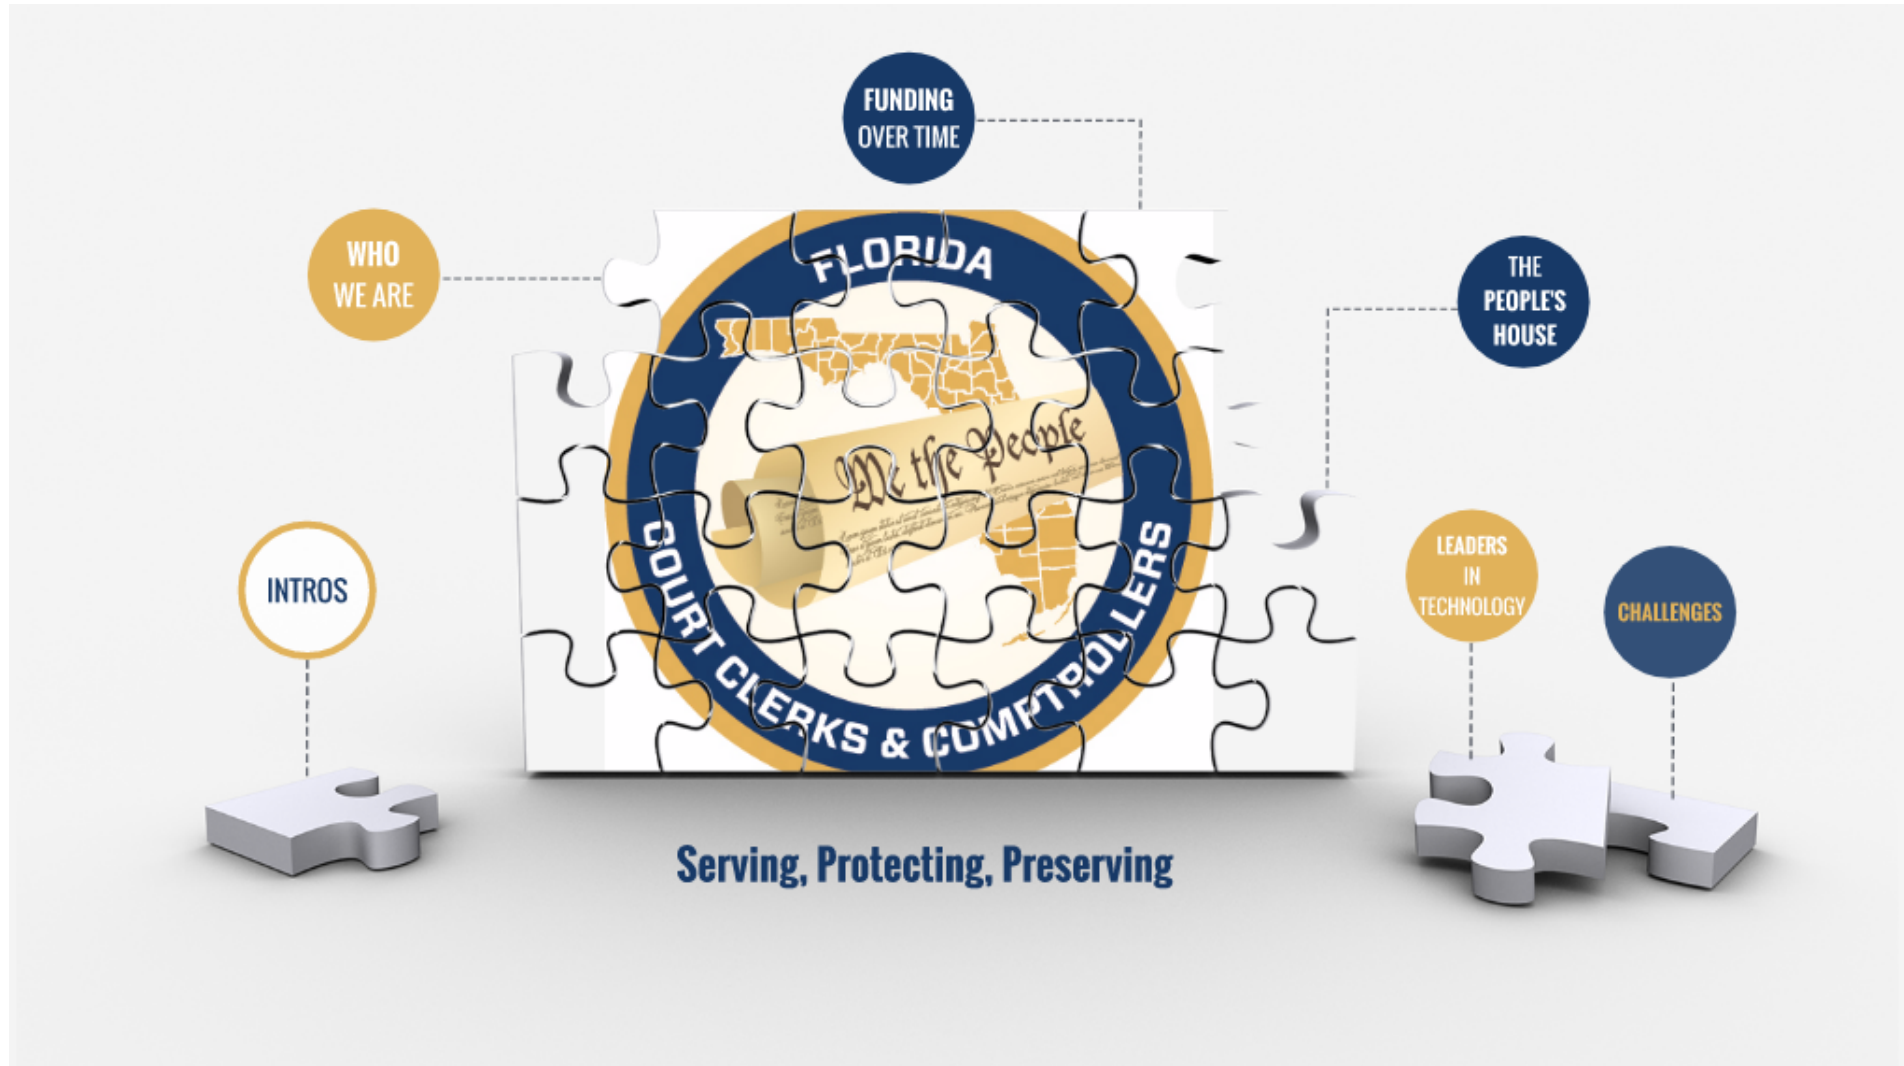 FUNDING
OVER TIME
WHO
WE ARE
THE
PEOPLE'S
HOUSE
FLORIDA
We the People
COURT CLERKS & COMPTROLLERS
INTROS
LEADERS
IN
TECHNOLOGY
CHALLENGES
Serving, Protecting, Preserving